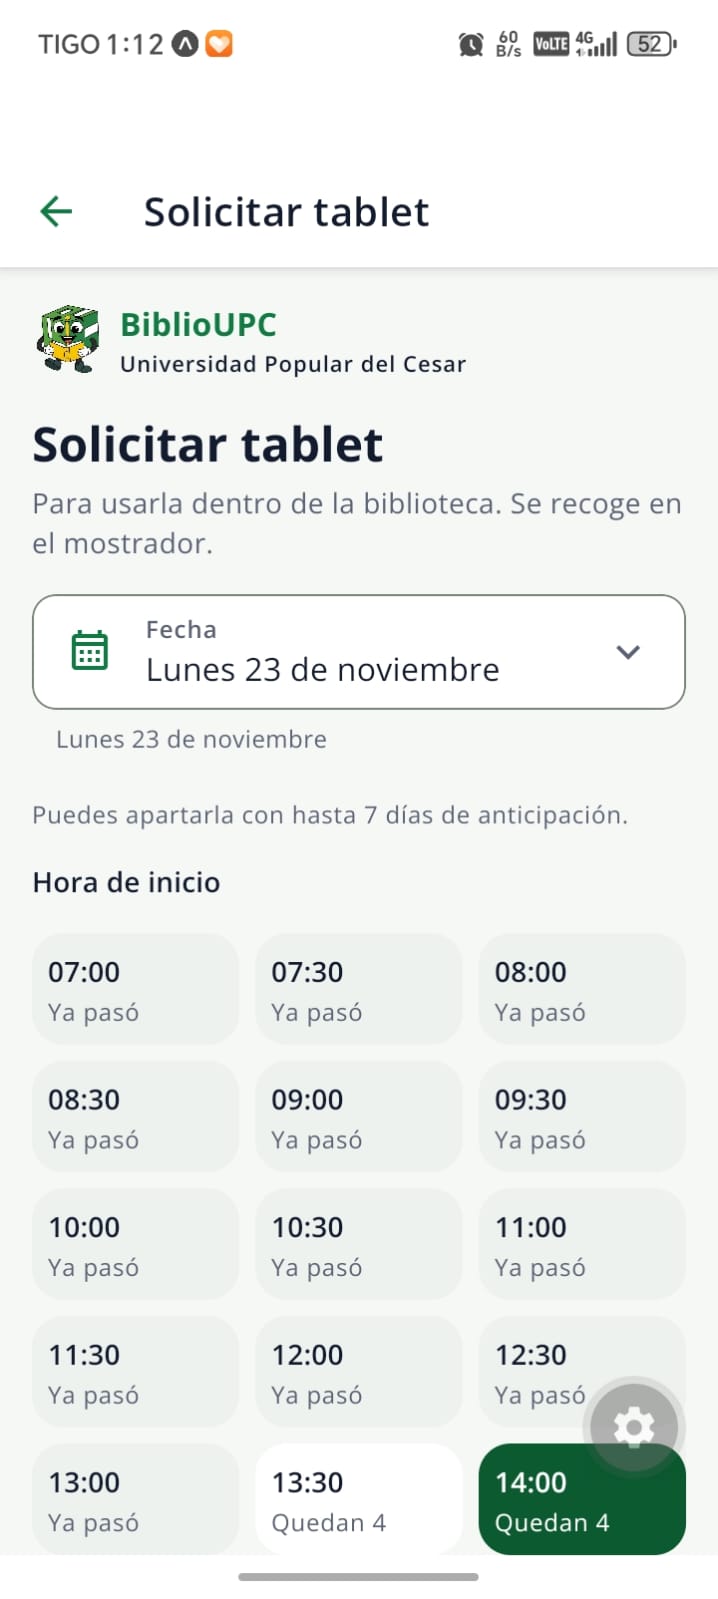 TIGO 1:12
60 B/s VoLTE 4G 52
Solicitar tablet
BiblioUPC
Universidad Popular del Cesar
Solicitar tablet
Para usarla dentro de la biblioteca. Se recoge en
el mostrador.
Fecha
Lunes 23 de noviembre
Lunes 23 de noviembre
Puedes apartarla con hasta 7 días de anticipación.
Hora de inicio
07:00 07:30 08:00
Ya pasó Ya pasó Ya pasó
08:30 09:00 09:30
Ya pasó Ya pasó Ya pasó
10:00 10:30 11:00
Ya pasó Ya pasó Ya pasó
11:30 12:00 12:30
Ya pasó Ya pasó Ya pasó
13:00 13:30 14:00
Ya pasó Quedan 4 Quedan 4